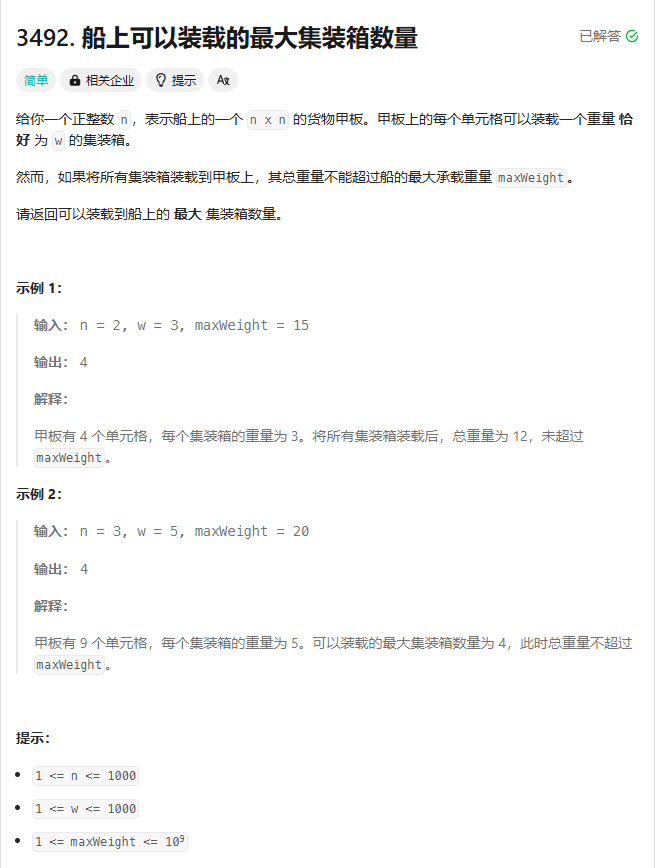 3492. 船上可以装载的最大集装箱数量
已解答
简单 相关企业 提示 A文
给你一个正整数 n，表示船上的一个 n x n 的货物甲板。甲板上的每个单元格可以装载一个重量 恰
好 为 w 的集装箱。
然而，如果将所有集装箱装载到甲板上，其总重量不能超过船的最大承载重量 maxWeight。
请返回可以装载到船上的 最大 集装箱数量。
示例 1：
输入： n = 2, w = 3, maxWeight = 15
输出： 4
解释：
甲板有 4 个单元格，每个集装箱的重量为 3。将所有集装箱装载后，总重量为 12，未超过
maxWeight。
示例 2：
输入： n = 3, w = 5, maxWeight = 20
输出： 4
解释：
甲板有 9 个单元格，每个集装箱的重量为 5。可以装载的最大集装箱数量为 4，此时总重量不超过
maxWeight。
提示：
1 <= n <= 1000
1 <= w <= 1000
1 <= maxWeight <= 10⁹